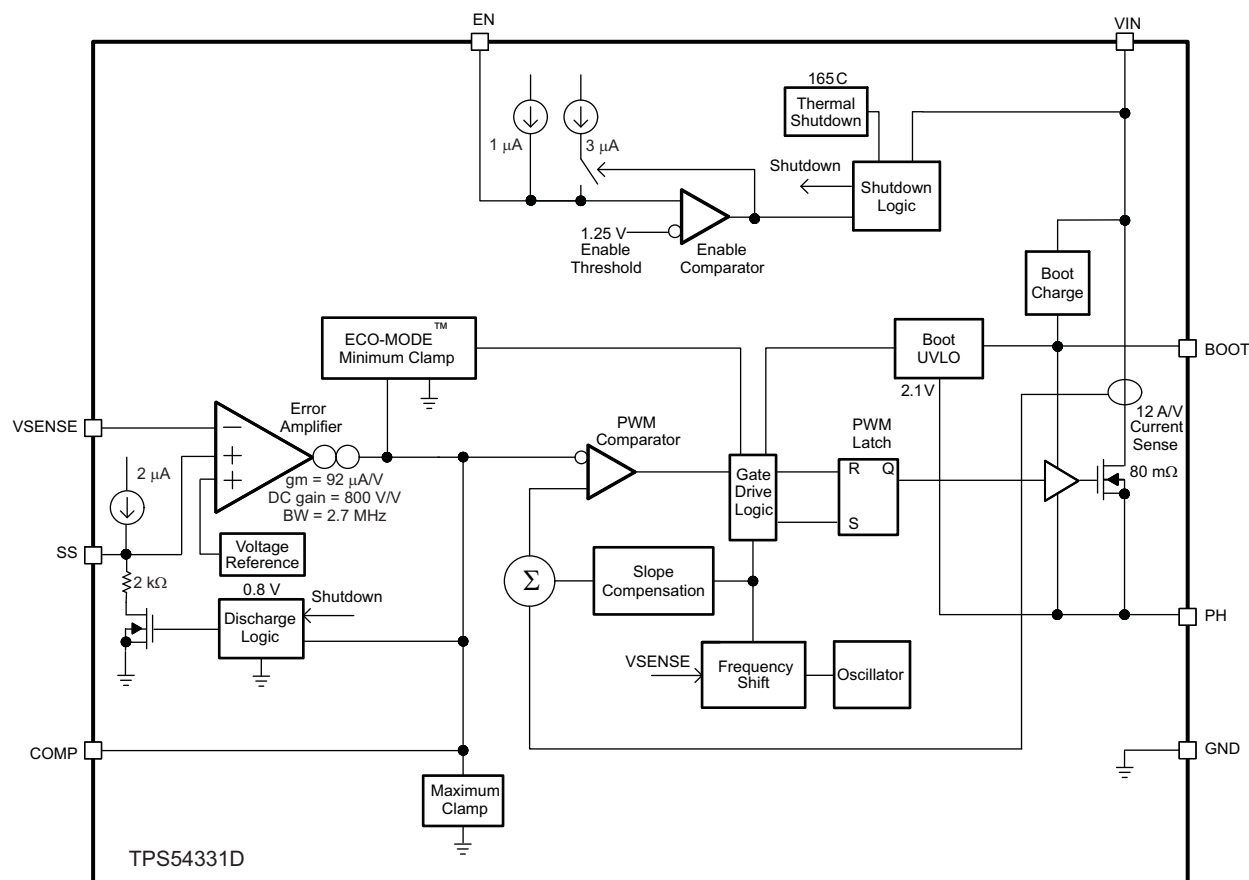 EN
VIN
165C
Thermal
Shutdown
1 μA
3 μA
Shutdown
Shutdown
Logic
1.25 V
Enable
Threshold
Enable
Comparator
Boot
Charge
ECO-MODE™
Minimum Clamp
Boot
UVLO
BOOT
2.1V
12 A/V
Current
Sense
VSENSE
Error
Amplifier
PWM
Comparator
PWM
Latch
2 μA
gm = 92 μA/V
DC gain = 800 V/V
BW = 2.7 MHz
Gate
Drive
Logic
R Q
S
80 mΩ
SS
Voltage
Reference
2 kΩ
0.8 V
Shutdown
Discharge
Logic
Σ
Slope
Compensation
PH
VSENSE
Frequency
Shift
Oscillator
COMP
GND
Maximum
Clamp
TPS54331D